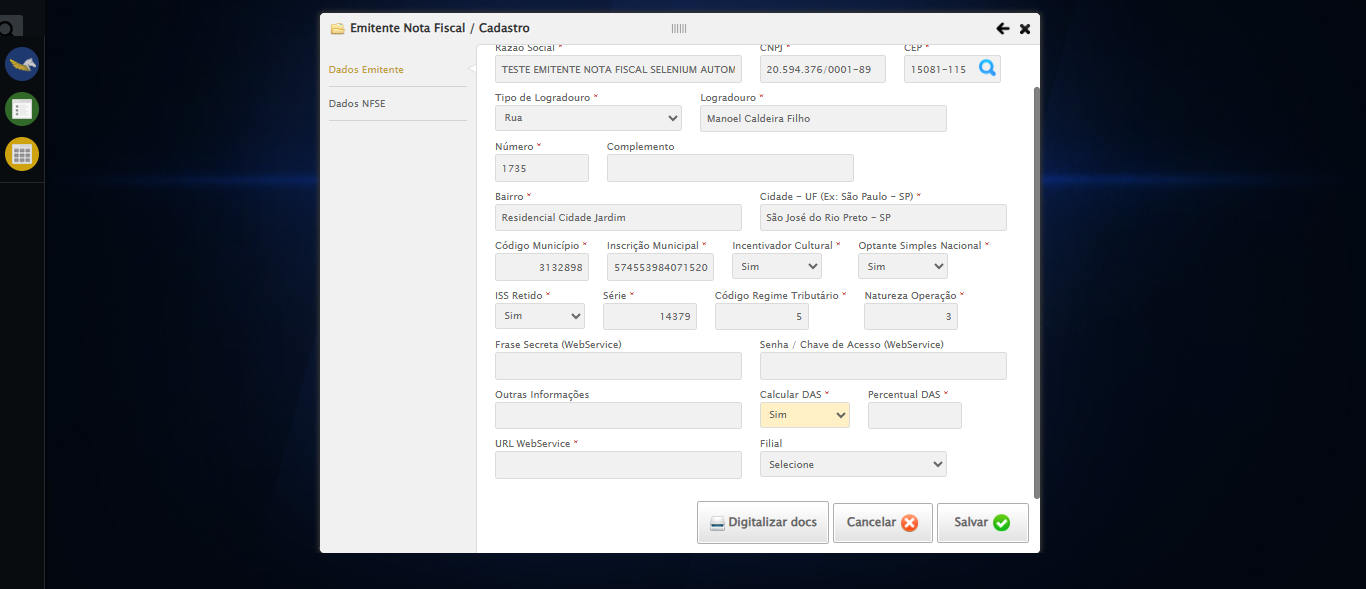 Emitente Nota Fiscal / Cadastro
Dados Emitente
Dados NFSE
Razão Social * CNPJ * CEP *
TESTE EMITENTE NOTA FISCAL SELENIUM AUTOM 20.594.376/0001-89 15081-115
Tipo de Logradouro * Logradouro *
Rua Manoel Caldeira Filho
Número * Complemento
1735
Bairro * Cidade - UF (Ex: São Paulo - SP) *
Residencial Cidade Jardim São José do Rio Preto - SP
Código Município * Inscrição Municipal * Incentivador Cultural * Optante Simples Nacional *
3132898 574553984071520 Sim Sim
ISS Retido * Série * Código Regime Tributário * Natureza Operação *
Sim 14379 5 3
Frase Secreta (WebService) Senha / Chave de Acesso (WebService)
Outras Informações Calcular DAS * Percentual DAS *
Sim
URL WebService * Filial
Selecione
Digitalizar docs Cancelar Salvar